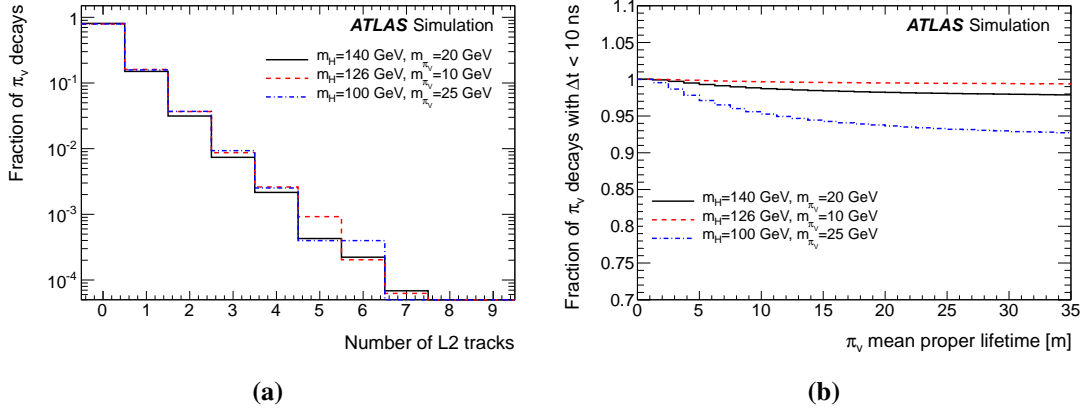 ATLAS Simulation
m_H=140 GeV, m_πᵥ=20 GeV
m_H=126 GeV, m_πᵥ=10 GeV
m_H=100 GeV, m_πᵥ=25 GeV
Fraction of πᵥ decays
1
10⁻¹
10⁻²
10⁻³
10⁻⁴
0 1 2 3 4 5 6 7 8 9
Number of L2 tracks
(a)
ATLAS Simulation
Fraction of πᵥ decays with Δt < 10 ns
1.1
1.05
1
0.95
0.9
0.85
0.8
0.75
0.7
m_H=140 GeV, m_πᵥ=20 GeV
m_H=126 GeV, m_πᵥ=10 GeV
m_H=100 GeV, m_πᵥ=25 GeV
0 5 10 15 20 25 30 35
πᵥ mean proper lifetime [m]
(b)